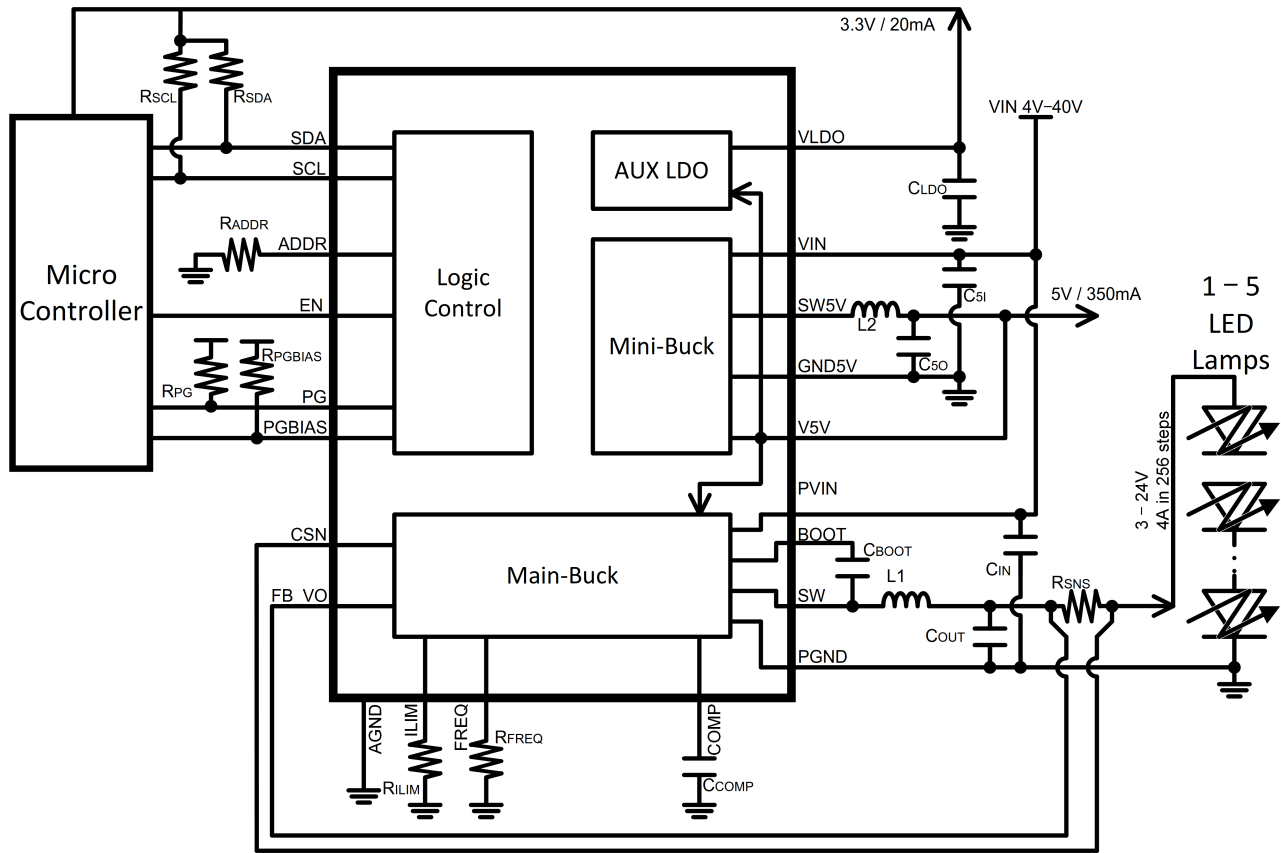 3.3V / 20mA
RSCL
RSDA
VIN 4V–40V
SDA
SCL
VLDO
AUX LDO
CLDO
RADDR
ADDR
VIN
Micro
Controller
Logic
Control
C5I
1 – 5
LED
Lamps
EN
SW5V
L2
5V / 350mA
Mini-Buck
C5O
RPGBIAS
RPG
GND5V
PG
PGBIAS
V5V
3 – 24V
4A in 256 steps
PVIN
CSN
BOOT
CBOOT
Main-Buck
L1
CIN
RSNS
FB VO
SW
COUT
PGND
AGND
ILIM
FREQ
RFREQ
COMP
RILIM
CCOMP